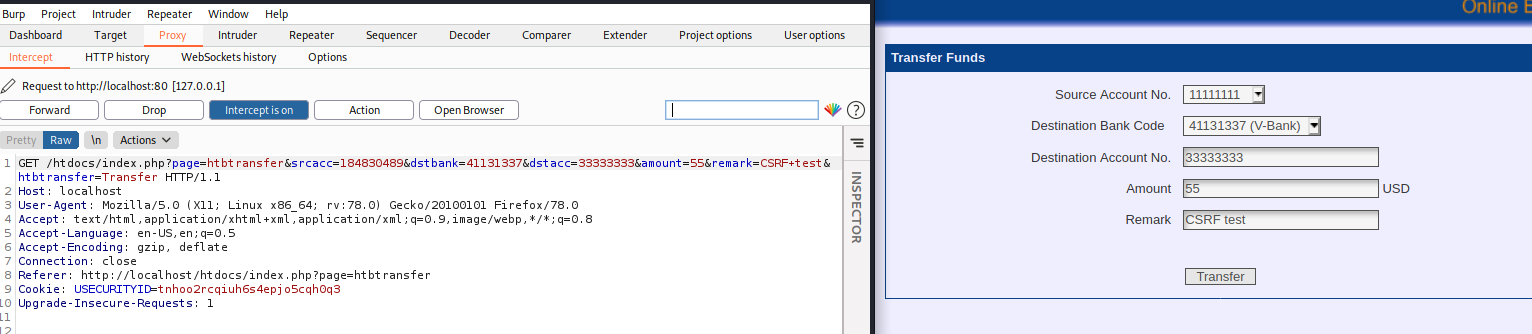 Burp Project Intruder Repeater Window Help
Dashboard Target Proxy Intruder Repeater Sequencer Decoder Comparer Extender Project options User options
Intercept HTTP history WebSockets history Options
Request to http://localhost:80 [127.0.0.1]
Forward Drop Intercept is on Action Open Browser ?
Pretty Raw \n Actions
1 GET /htdocs/index.php?page=htbtransfer&srcacc=184830489&dstbank=41131337&dstacc=33333333&amount=55&remark=CSRF+test&
htbtransfer=Transfer HTTP/1.1
2 Host: localhost
3 User-Agent: Mozilla/5.0 (X11; Linux x86_64; rv:78.0) Gecko/20100101 Firefox/78.0
4 Accept: text/html,application/xhtml+xml,application/xml;q=0.9,image/webp,*/*;q=0.8
5 Accept-Language: en-US,en;q=0.5
6 Accept-Encoding: gzip, deflate
7 Connection: close
8 Referer: http://localhost/htdocs/index.php?page=htbtransfer
9 Cookie: USECURITYID=tnhoo2rcqiuh6s4epjo5cqh0q3
10 Upgrade-Insecure-Requests: 1
11
12
INSPECTOR
Online
Transfer Funds
Source Account No. 11111111
Destination Bank Code 41131337 (V-Bank)
Destination Account No. 33333333
Amount 55 USD
Remark CSRF test
Transfer